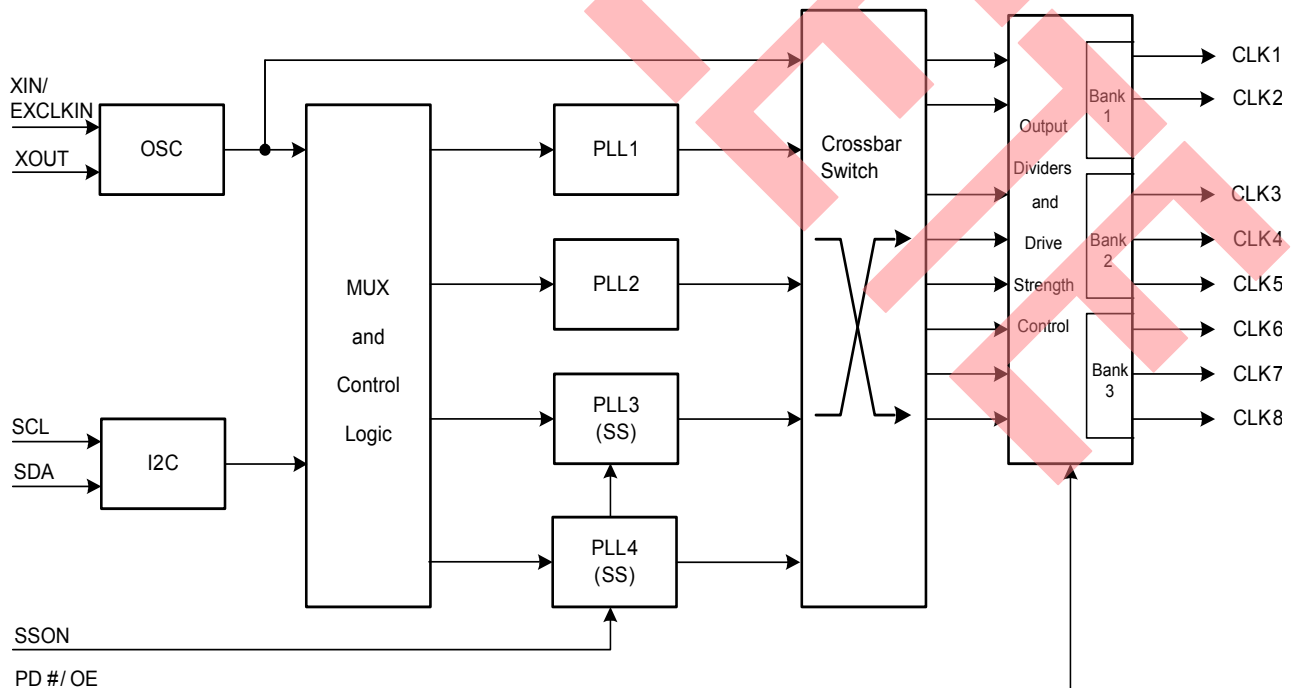 XIN/
EXCLKIN
XOUT
OSC
SCL
SDA
I2C
SSON
PD #/ OE
MUX
and
Control
Logic
PLL1
PLL2
PLL3
(SS)
PLL4
(SS)
Crossbar
Switch
Output
Dividers
and
Drive
Strength
Control
Bank
1
Bank
2
Bank
3
CLK1
CLK2
CLK3
CLK4
CLK5
CLK6
CLK7
CLK8